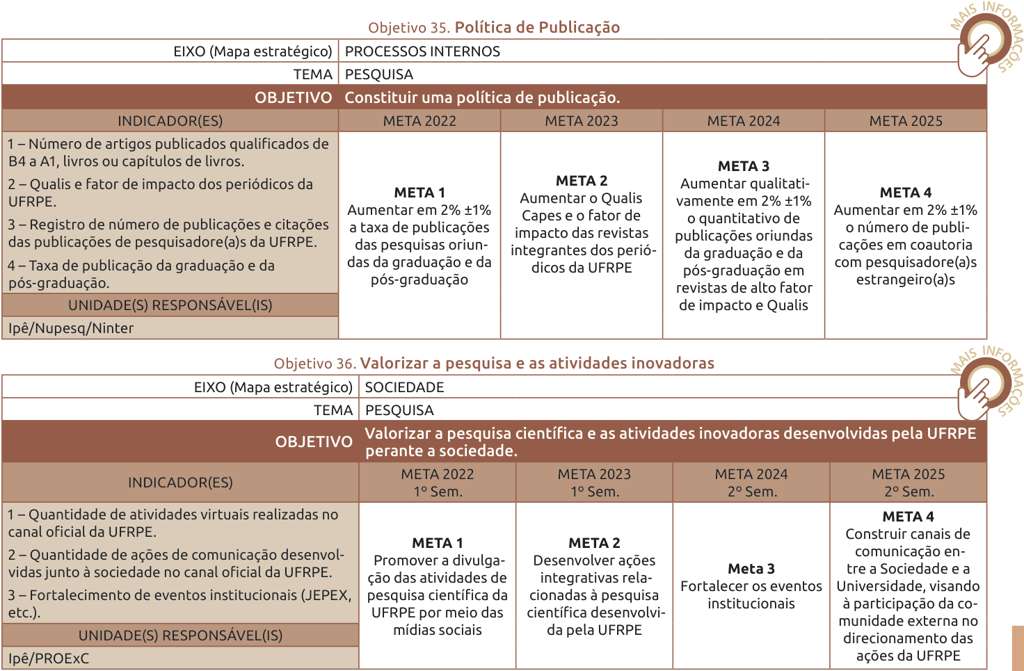 Objetivo 35. Política de Publicação
MAIS INFORMAÇÕES
EIXO (Mapa estratégico) PROCESSOS INTERNOS
TEMA PESQUISA
OBJETIVO Constituir uma política de publicação.
INDICADOR(ES) META 2022 META 2023 META 2024 META 2025
1 – Número de artigos publicados qualificados de
B4 a A1, livros ou capítulos de livros.
2 – Qualis e fator de impacto dos periódicos da
UFRPE.
3 – Registro de número de publicações e citações
das publicações de pesquisadore(a)s da UFRPE.
4 – Taxa de publicação da graduação e da
pós-graduação.
UNIDADE(S) RESPONSÁVEL(IS)
Ipê/Nupesq/Ninter
META 1
Aumentar em 2% ±1%
a taxa de publicações
das pesquisas oriun-
das da graduação e da
pós-graduação
META 2
Aumentar o Qualis
Capes e o fator de
impacto das revistas
integrantes dos perió-
dicos da UFRPE
META 3
Aumentar qualitati-
vamente em 2% ±1%
o quantitativo de
publicações oriundas
da graduação e da
pós-graduação em
revistas de alto fator
de impacto e Qualis
META 4
Aumentar em 2% ±1%
o número de publi-
cações em coautoria
com pesquisadore(a)s
estrangeiro(a)s
Objetivo 36. Valorizar a pesquisa e as atividades inovadoras
MAIS INFORMAÇÕES
EIXO (Mapa estratégico) SOCIEDADE
TEMA PESQUISA
OBJETIVO Valorizar a pesquisa científica e as atividades inovadoras desenvolvidas pela UFRPE
perante a sociedade.
INDICADOR(ES)
META 2022
1º Sem.
META 2023
1º Sem.
META 2024
2º Sem.
META 2025
2º Sem.
1 – Quantidade de atividades virtuais realizadas no
canal oficial da UFRPE.
2 – Quantidade de ações de comunicação desenvol-
vidas junto à sociedade no canal oficial da UFRPE.
3 – Fortalecimento de eventos institucionais (JEPEX,
etc.).
UNIDADE(S) RESPONSÁVEL(IS)
Ipê/PROExC
META 1
Promover a divulga-
ção das atividades de
pesquisa científica da
UFRPE por meio das
mídias sociais
META 2
Desenvolver ações
integrativas rela-
cionadas à pesquisa
científica desenvolvi-
da pela UFRPE
Meta 3
Fortalecer os eventos
institucionais
META 4
Construir canais de
comunicação en-
tre a Sociedade e a
Universidade, visando
à participação da co-
munidade externa no
direcionamento das
ações da UFRPE